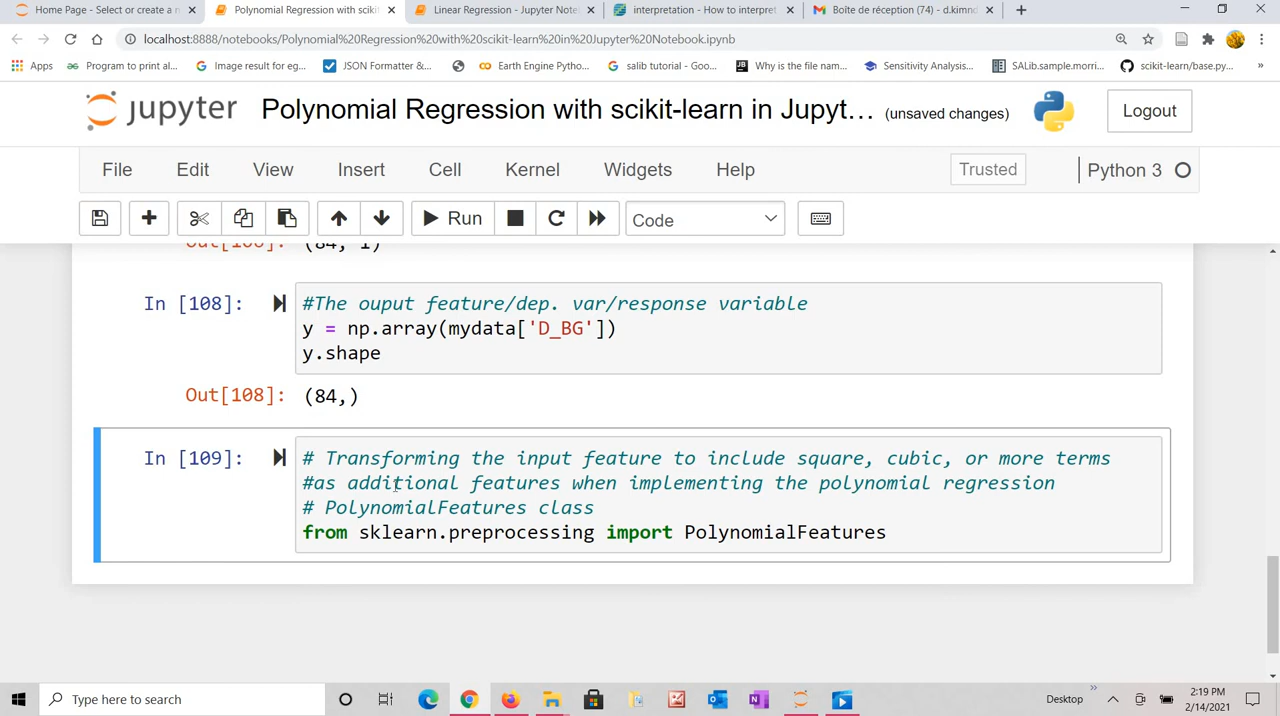 Home Page - Select or create a n
Polynomial Regression with scikit
Linear Regression - Jupyter Note
interpretation - How to interpret
Boîte de réception (74) - d.kimnd
localhost:8888/notebooks/Polynomial%20Regression%20with%20scikit-learn%20in%20Jupyter%20Notebook.ipynb
Apps
Program to print al...
Image result for eg...
JSON Formatter &...
Earth Engine Pytho...
salib tutorial - Goo...
Why is the file nam...
Sensitivity Analysis...
SALib.sample.morri...
scikit-learn/base.py...
»
jupyter Polynomial Regression with scikit-learn in Jupyt... (unsaved changes)
Logout
File Edit View Insert Cell Kernel Widgets Help
Trusted
Python 3
Run
Code
Out[106]: (84, 1)
In [108]:
#The ouput feature/dep. var/response variable
y = np.array(mydata['D_BG'])
y.shape
Out[108]: (84,)
In [109]:
# Transforming the input feature to include square, cubic, or more terms
#as additional features when implementing the polynomial regression
# PolynomialFeatures class
from sklearn.preprocessing import PolynomialFeatures
Type here to search
Desktop
»
2:19 PM
2/14/2021